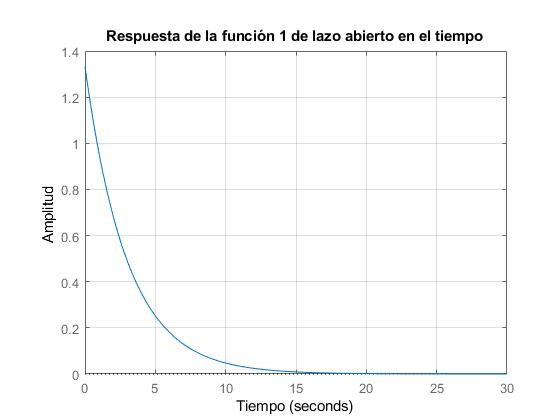 Respuesta de la función 1 de lazo abierto en el tiempo
1.4
1.2
1
0.8
0.6
0.4
0.2
0
Amplitud
0 5 10 15 20 25 30
Tiempo (seconds)